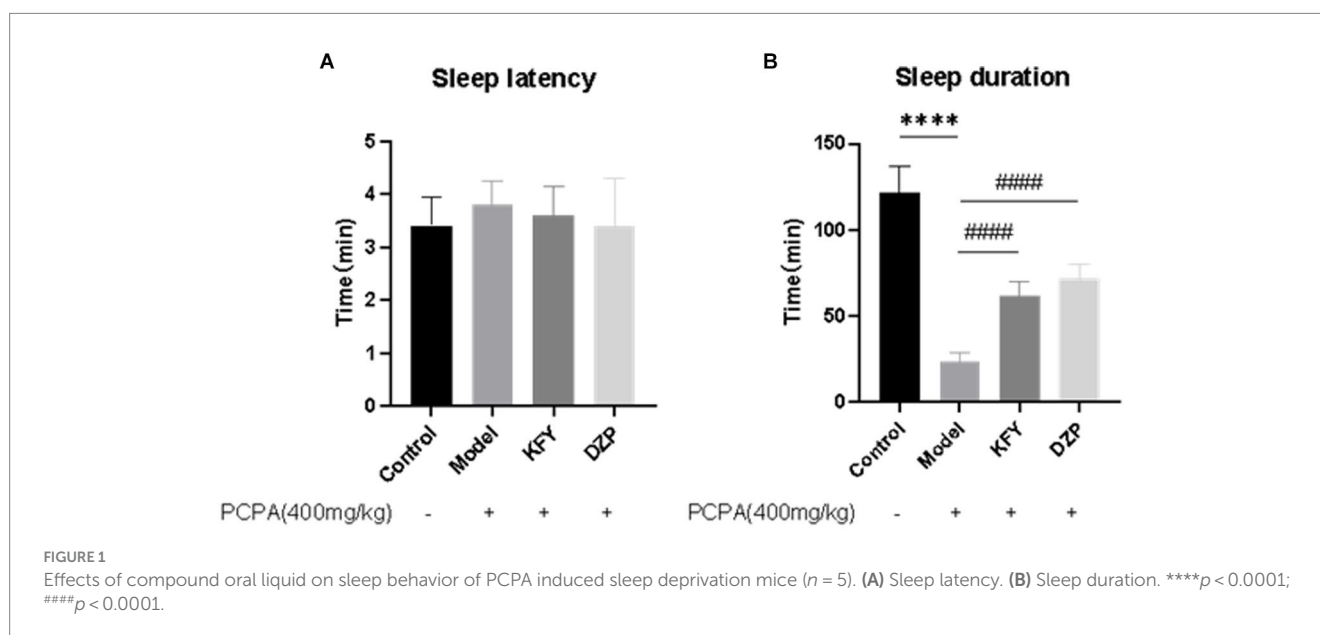 A
Sleep latency
Time(min)
5
4
3
2
1
0
Control
Model
KFY
DZP
PCPA(400mg/kg) - + + +
B
Sleep duration
****
####
####
Time(min)
150
100
50
0
Control
Model
KFY
DZP
PCPA(400mg/kg) - + + +
FIGURE 1
Effects of compound oral liquid on sleep behavior of PCPA induced sleep deprivation mice (n = 5). (A) Sleep latency. (B) Sleep duration. ****p < 0.0001;
####p < 0.0001.